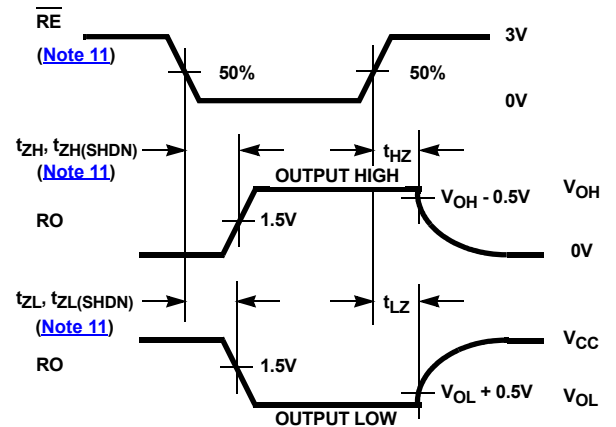 RE
(Note 11)
3V
50%
50%
0V
tZH, tZH(SHDN)
(Note 11)
tHZ
OUTPUT HIGH
VOH - 0.5V
VOH
RO
1.5V
0V
tZL, tZL(SHDN)
(Note 11)
tLZ
VCC
RO
1.5V
VOL + 0.5V
VOL
OUTPUT LOW